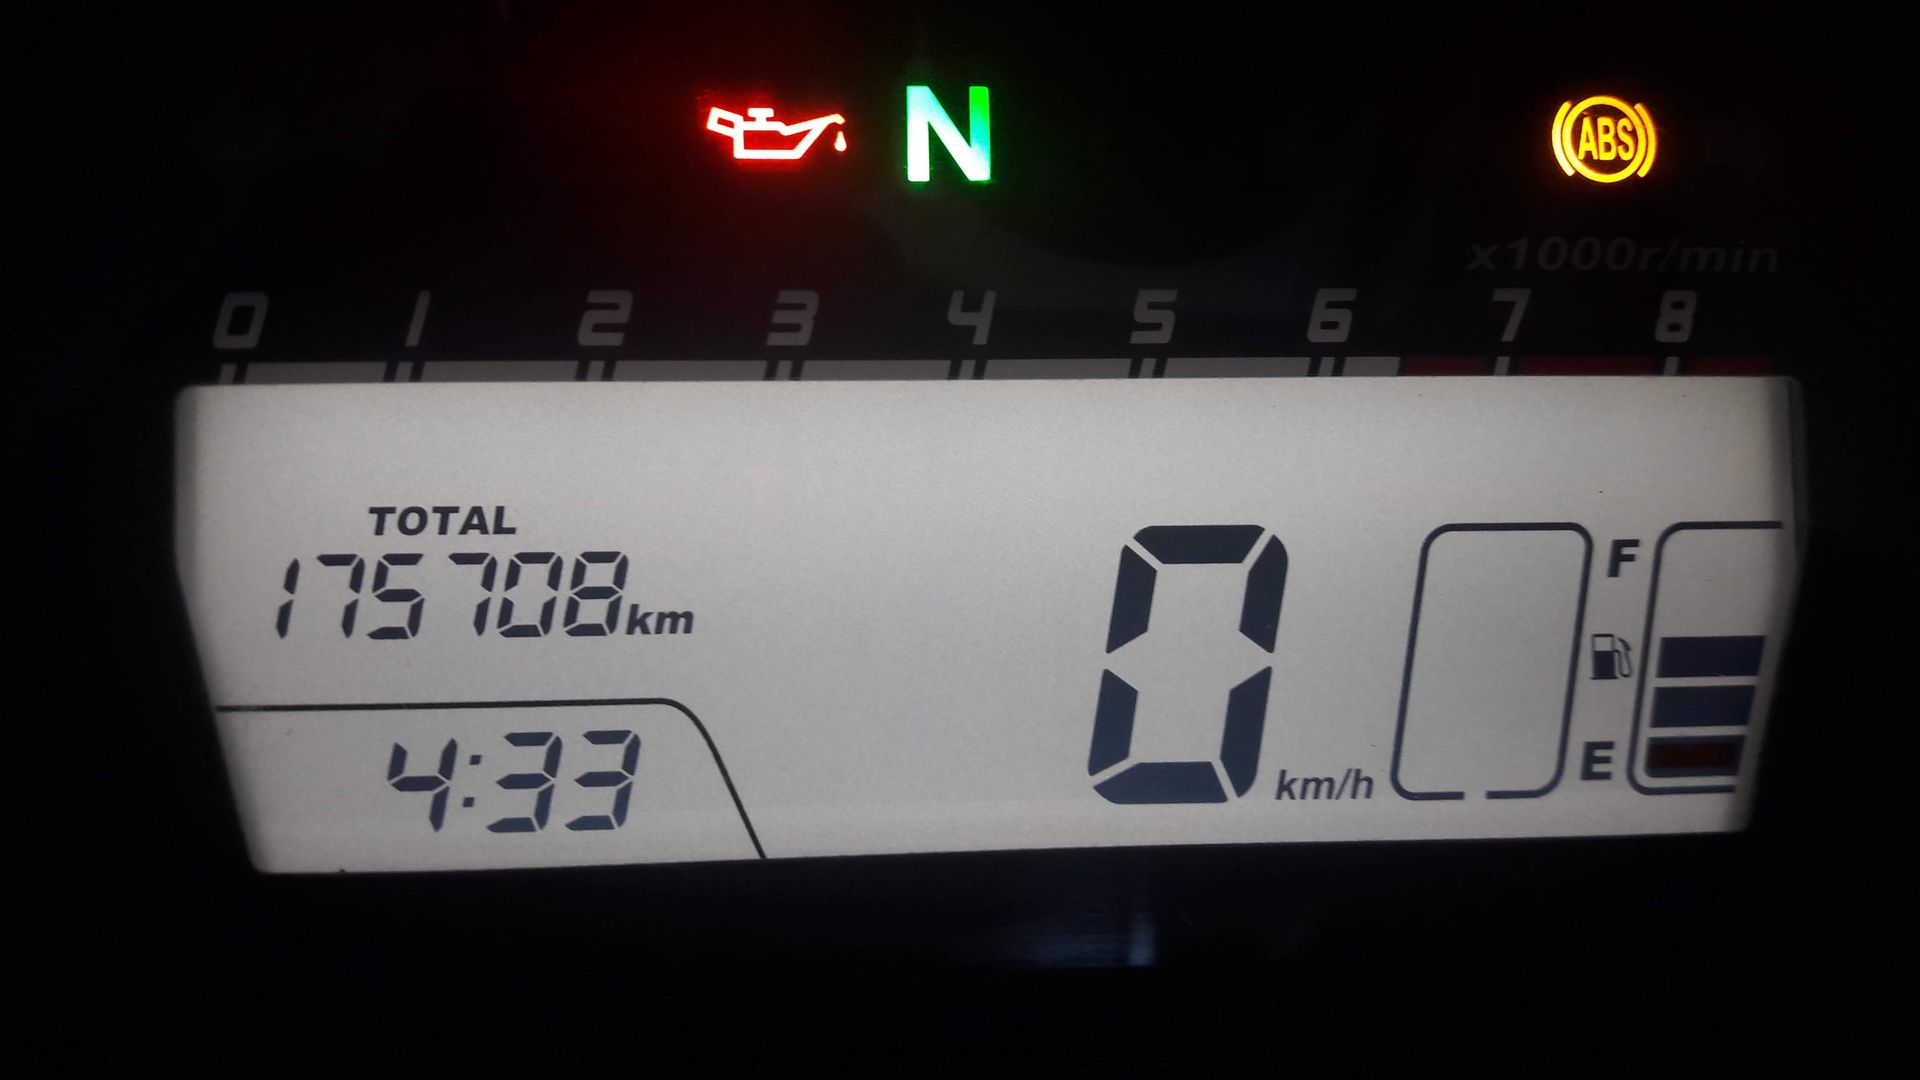 N
ABS
x1000r/min
0 1 2 3 4 5 6 7 8
TOTAL
175708km
4:33
0 km/h
F
E